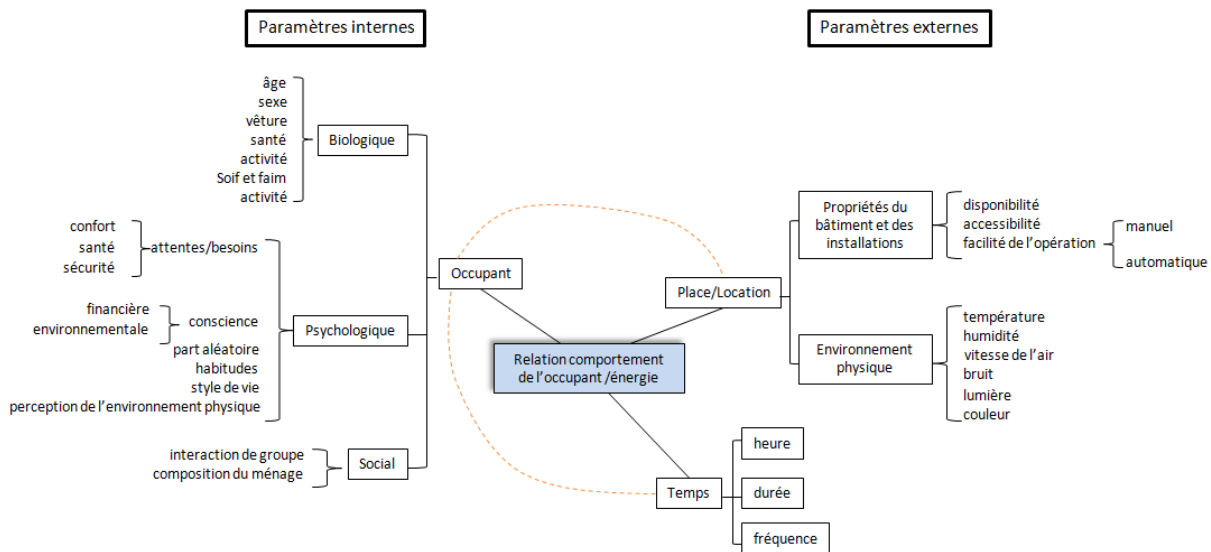 Paramètres internes
Paramètres externes
âge
sexe
vêture
santé
activité
Soif et faim
activité
Biologique
confort
santé
sécurité
attentes/besoins
financière
environnementale
conscience
part aléatoire
habitudes
style de vie
perception de l'environnement physique
Psychologique
interaction de groupe
composition du ménage
Social
Occupant
Relation comportement
de l'occupant /énergie
Place/Location
Propriétés du
bâtiment et des
installations
disponibilité
accessibilité
facilité de l'opération
manuel
automatique
Environnement
physique
température
humidité
vitesse de l'air
bruit
lumière
couleur
Temps
heure
durée
fréquence